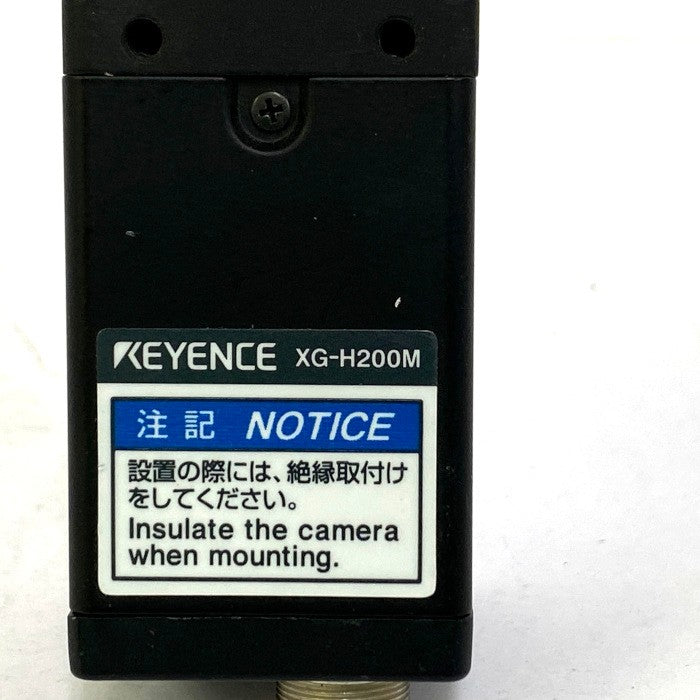 KEYENCE XG-H200M
注記 NOTICE
設置の際には、絶縁取付け
をしてください。
Insulate the camera
when mounting.